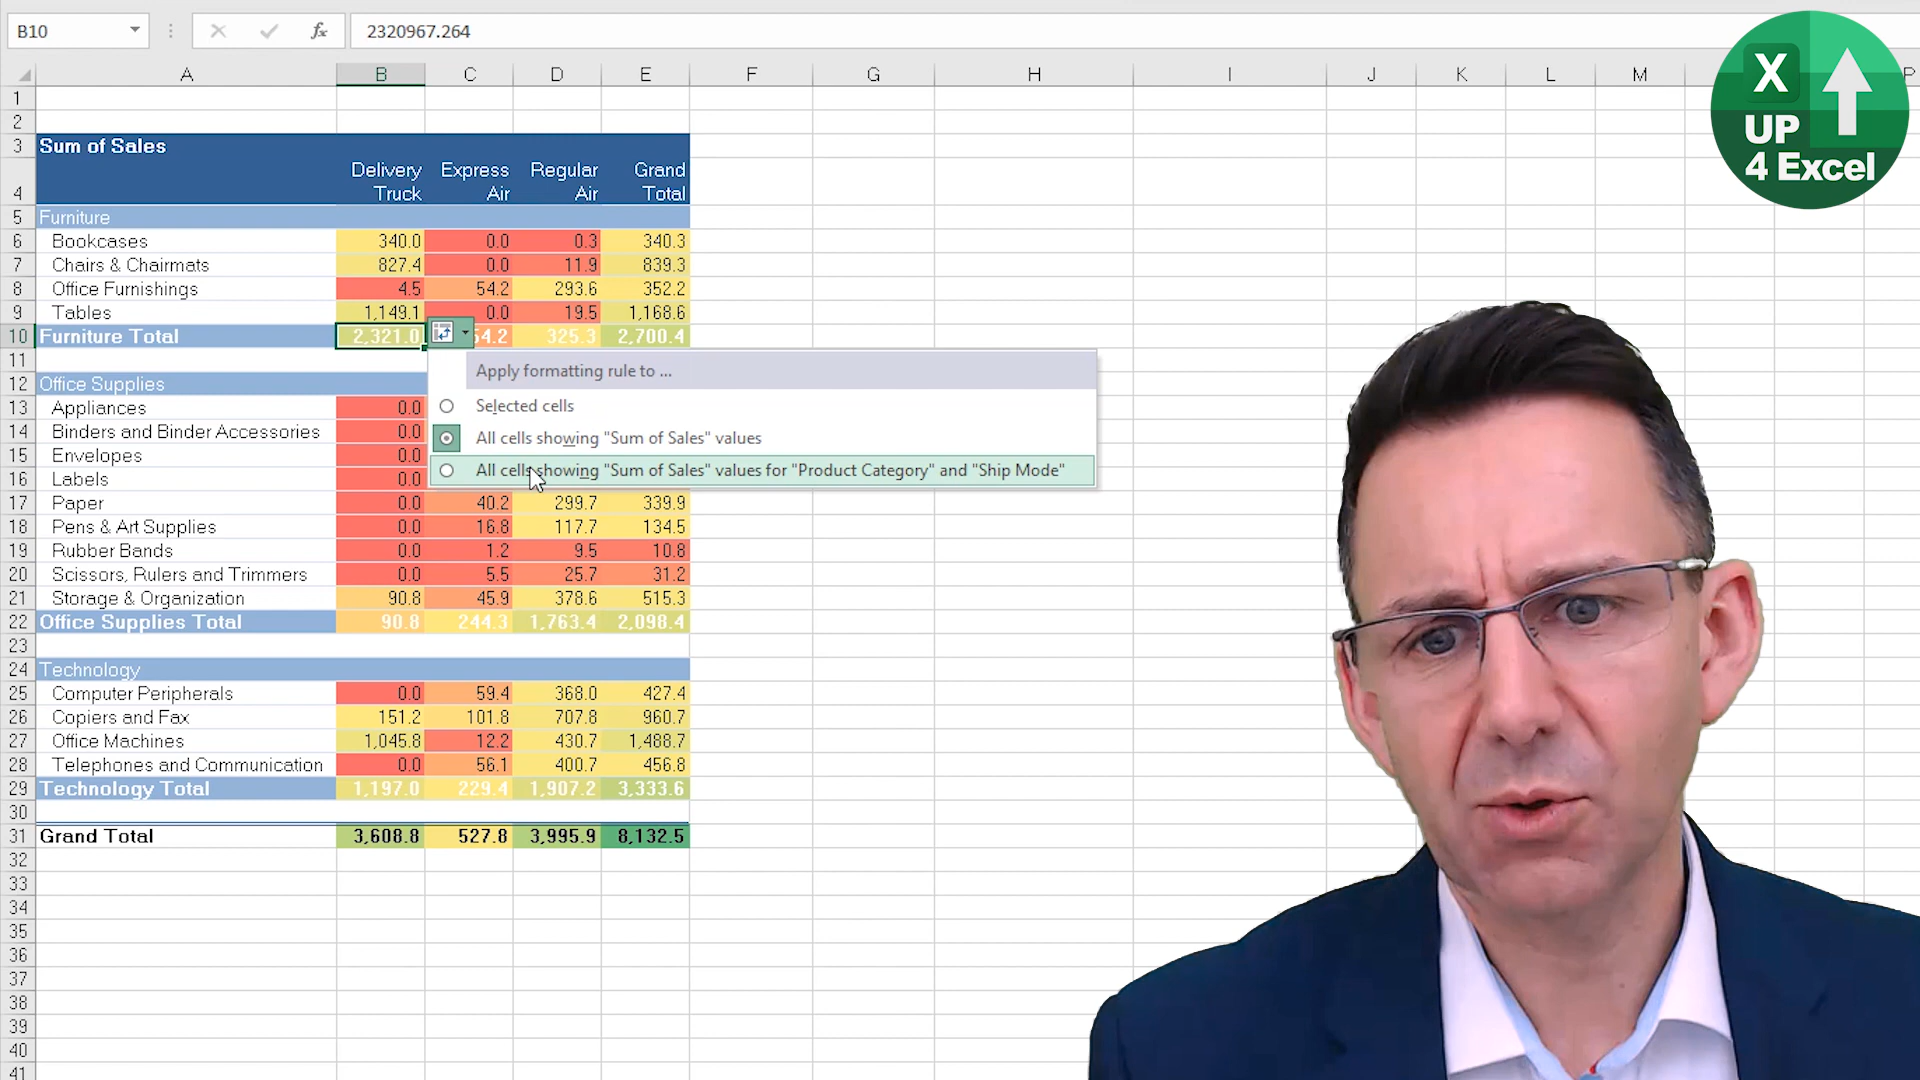 B10 fx 2320967.264
X
UP
4 Excel
A B C D E F G H I J K L M P
1
2
3 Sum of Sales
4 Delivery Truck Express Air Regular Air Grand Total
5 Furniture
6 Bookcases 340.0 0.0 0.3 340.3
7 Chairs & Chairmats 827.4 0.0 11.9 839.3
8 Office Furnishings 4.5 54.2 293.6 352.2
9 Tables 1,149.1 0.0 19.5 1,168.6
10 Furniture Total 2,321.0 54.2 325.3 2,700.4
11 Apply formatting rule to ...
12 Office Supplies
13 Appliances 0.0 Selected cells
14 Binders and Binder Accessories 0.0 All cells showing "Sum of Sales" values
15 Envelopes 0.0
16 Labels 0.0 All cells showing "Sum of Sales" values for "Product Category" and "Ship Mode"
17 Paper 0.0 40.2 299.7 339.9
18 Pens & Art Supplies 0.0 16.8 117.7 134.5
19 Rubber Bands 0.0 1.2 9.5 10.8
20 Scissors, Rulers and Trimmers 0.0 5.5 25.7 31.2
21 Storage & Organization 90.8 45.9 378.6 515.3
22 Office Supplies Total 90.8 244.3 1,763.4 2,098.4
23
24 Technology
25 Computer Peripherals 0.0 59.4 368.0 427.4
26 Copiers and Fax 151.2 101.8 707.8 960.7
27 Office Machines 1,045.8 12.2 430.7 1,488.7
28 Telephones and Communication 0.0 56.1 400.7 456.8
29 Technology Total 1,197.0 229.4 1,907.2 3,333.6
30
31 Grand Total 3,608.8 527.8 3,995.9 8,132.5
32
33
34
35
36
37
38
39
40
41